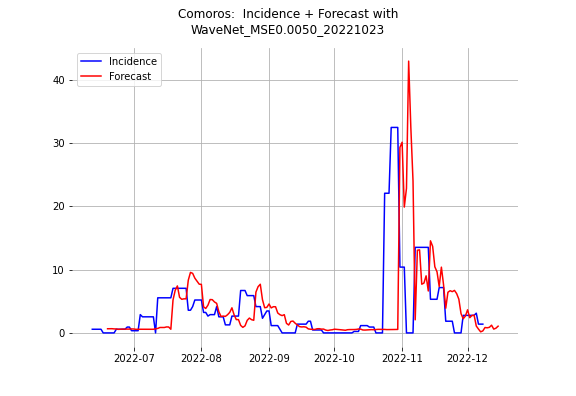 Comoros:  Incidence + Forecast with
WaveNet_MSE0.0050_20221023
Incidence
Forecast
40
30
20
10
0
2022-07
2022-08
2022-09
2022-10
2022-11
2022-12